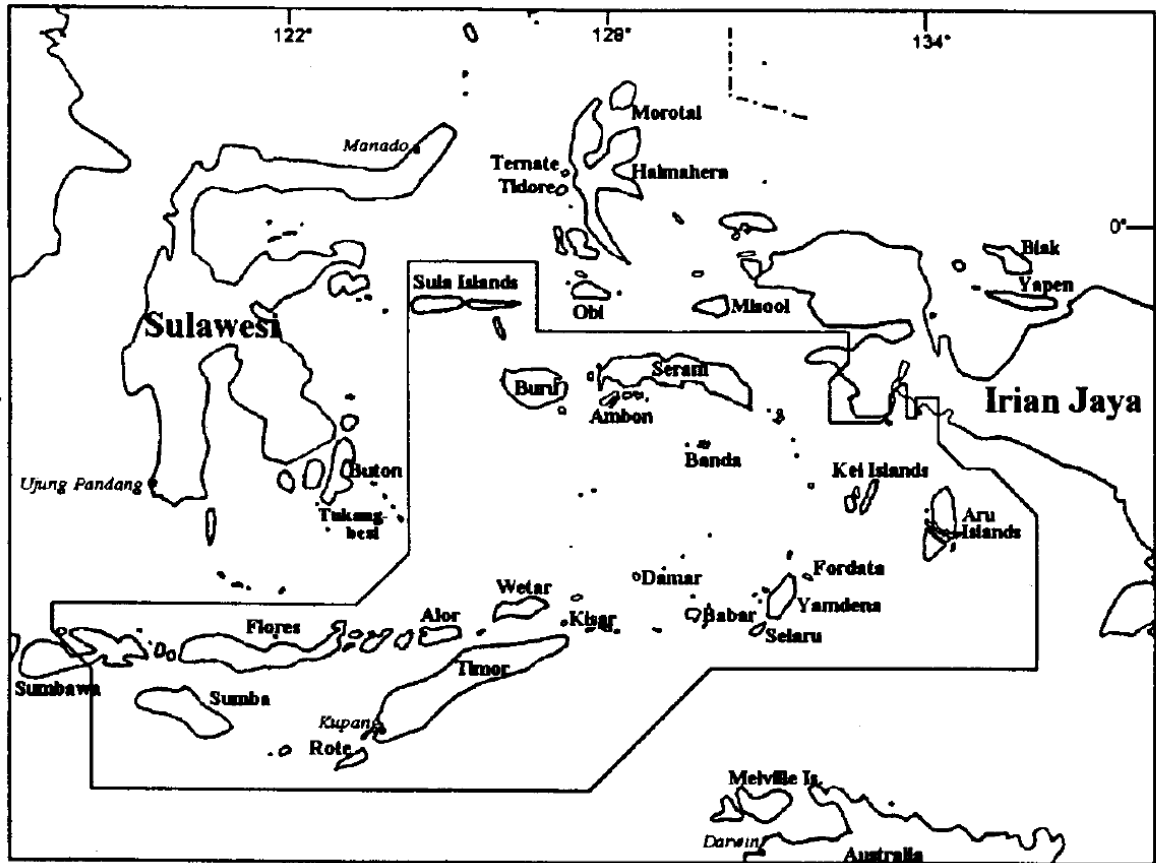 122°
128°
134°
Morotai
Manado
Ternate
Tidore
Halmahera
0°
Biak
Yapen
Sula Islands
Obi
Misool
Sulawesi
Buru
Seram
Ambon
Irian Jaya
Banda
Kei Islands
Buton
Ujung Pandang
Tukang-
besi
Aru
Islands
Damar
Fordata
Wetar
Alor
Kisar
Babar
Yamdena
Selaru
Flores
Timor
Sumbawa
Sumba
Kupang
Rote
Melville Is.
Darwin
Australia